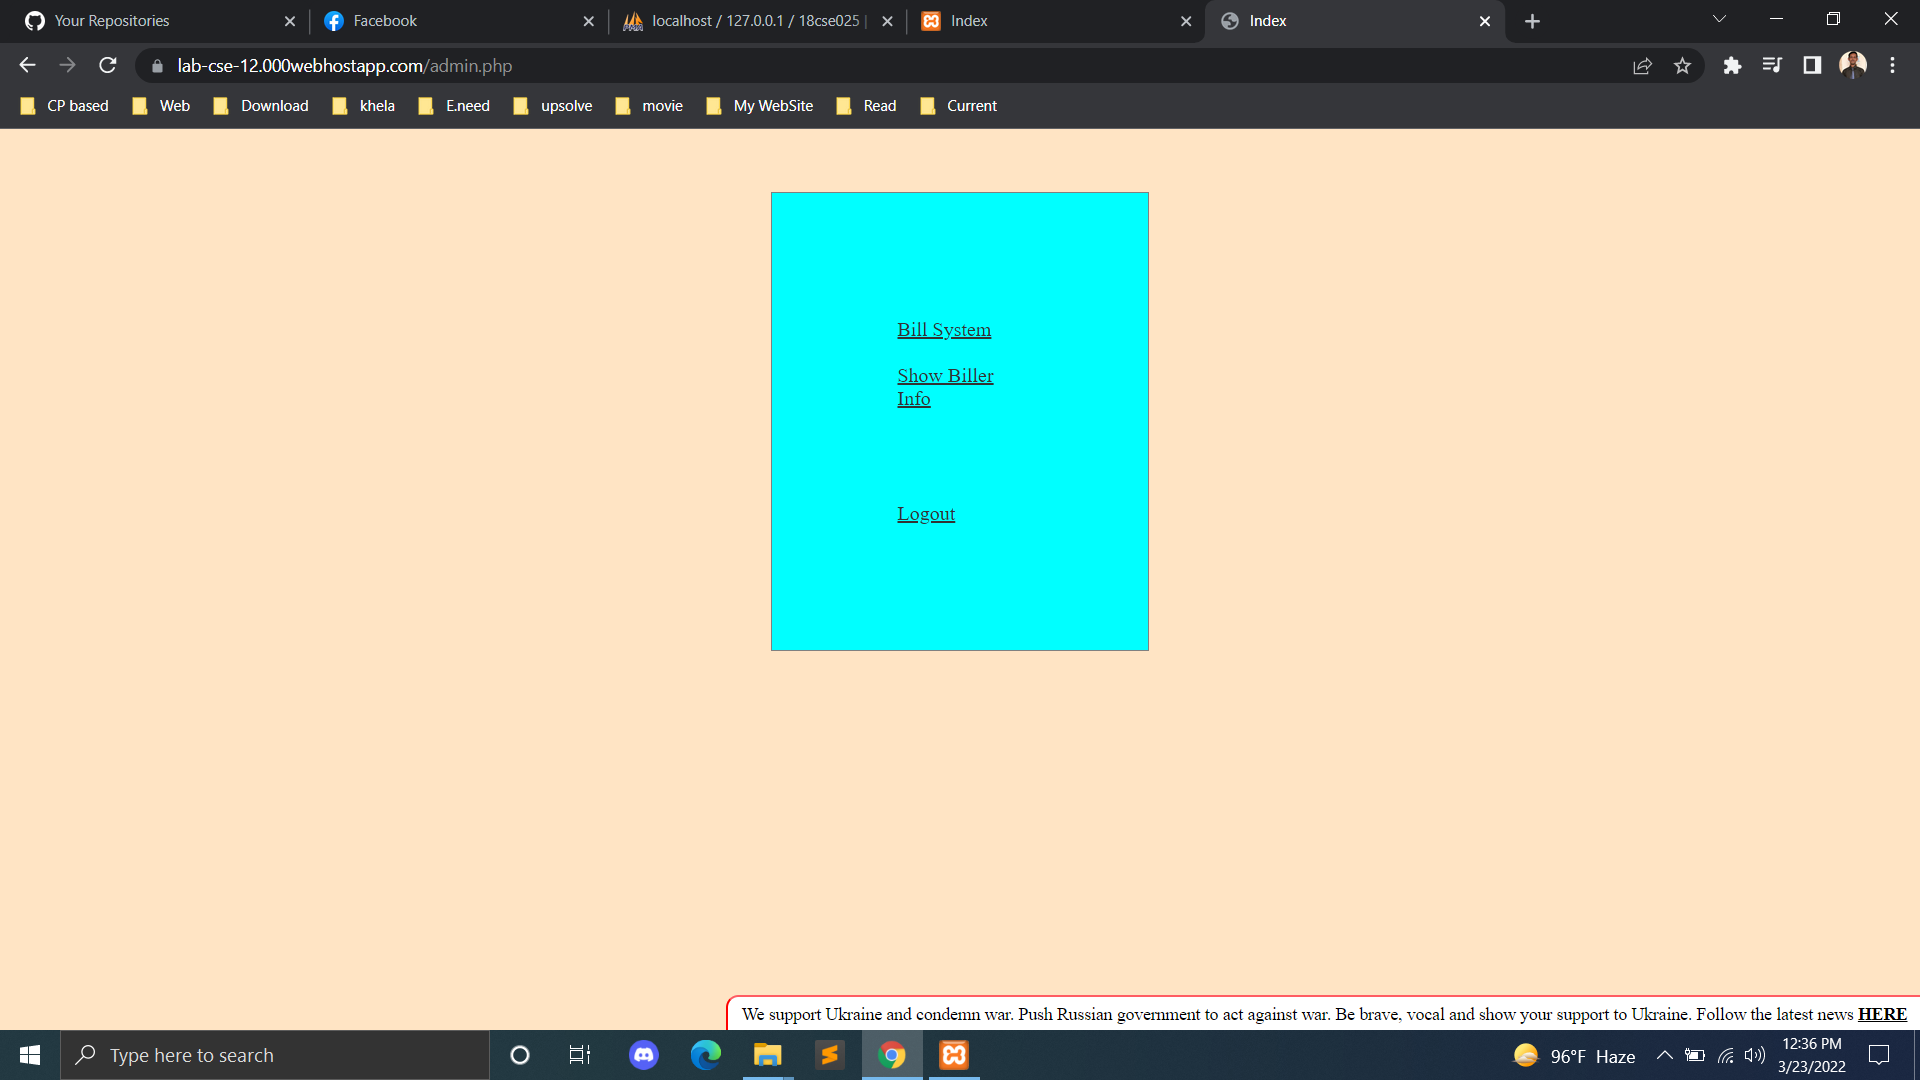 Your Repositories
Facebook
localhost / 127.0.0.1 / 18cse025
Index
Index
lab-cse-12.000webhostapp.com/admin.php
CP based
Web
Download
khela
E.need
upsolve
movie
My WebSite
Read
Current
Bill System
Show Biller
Info
Logout
We support Ukraine and condemn war. Push Russian government to act against war. Be brave, vocal and show your support to Ukraine. Follow the latest news HERE
Type here to search
96°F Haze
12:36 PM
3/23/2022